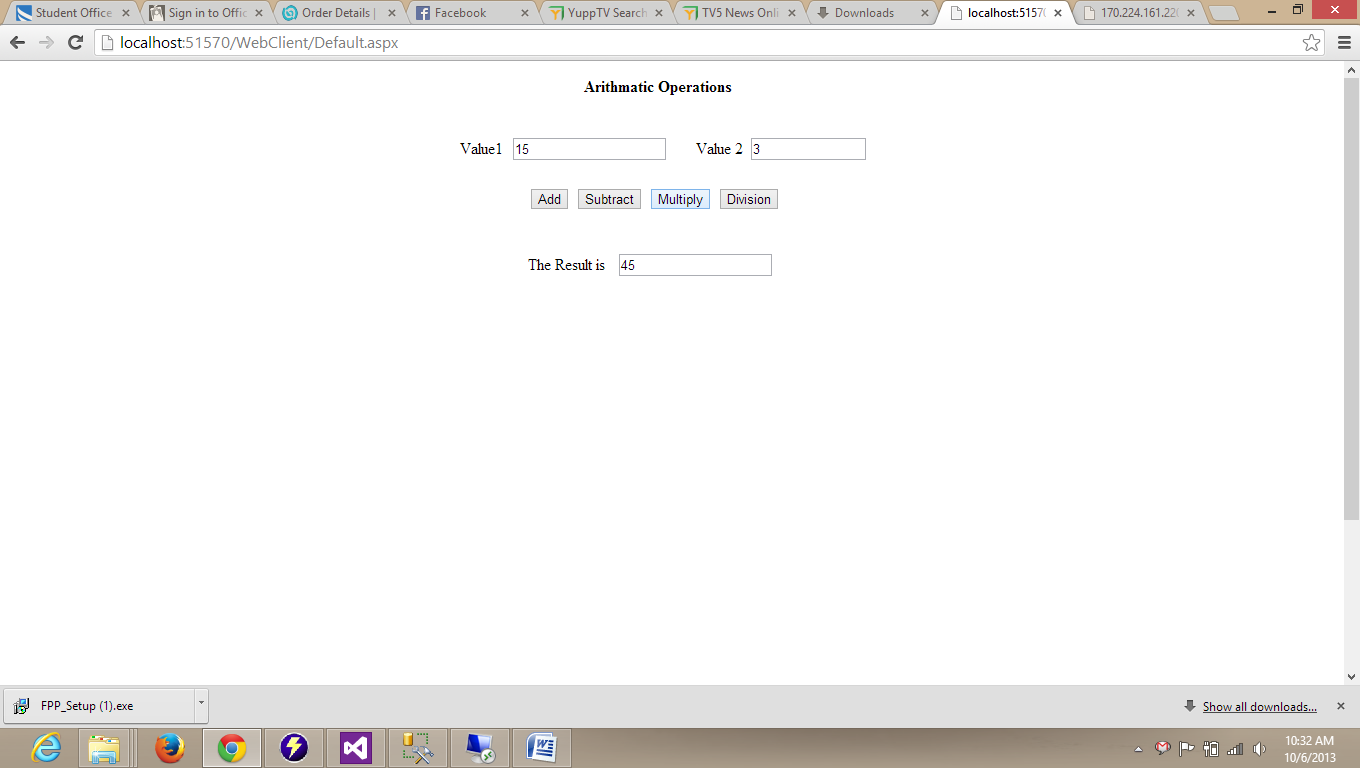 Student Office
Sign in to Offic
Order Details |
Facebook
YuppTV Search
TV5 News Onli
Downloads
localhost:51570
170.224.161.220
localhost:51570/WebClient/Default.aspx
Arithmatic Operations
Value1 15 Value 2 3
Add Subtract Multiply Division
The Result is 45
FPP_Setup (1).exe
Show all downloads...
10:32 AM
10/6/2013